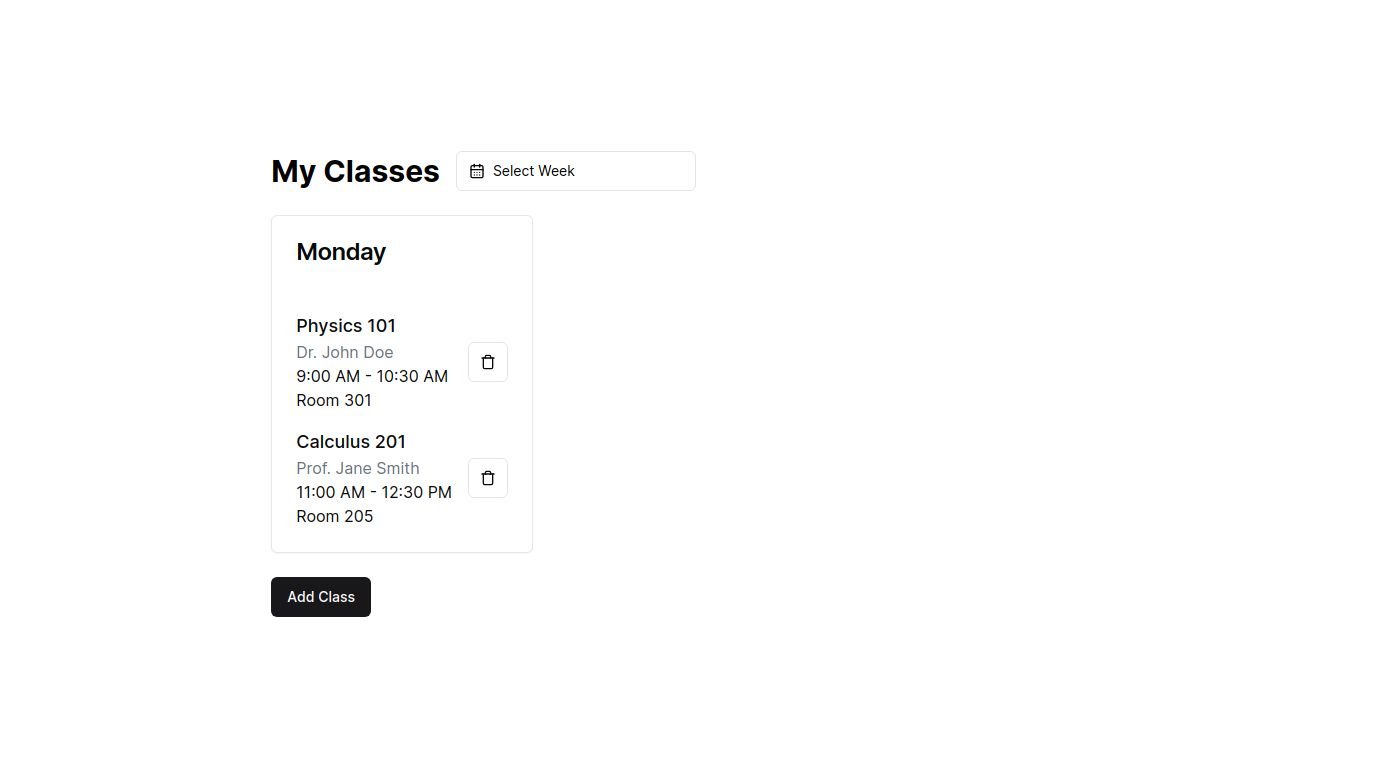 My Classes
Select Week
Monday
Physics 101
Dr. John Doe
9:00 AM - 10:30 AM
Room 301
Calculus 201
Prof. Jane Smith
11:00 AM - 12:30 PM
Room 205
Add Class